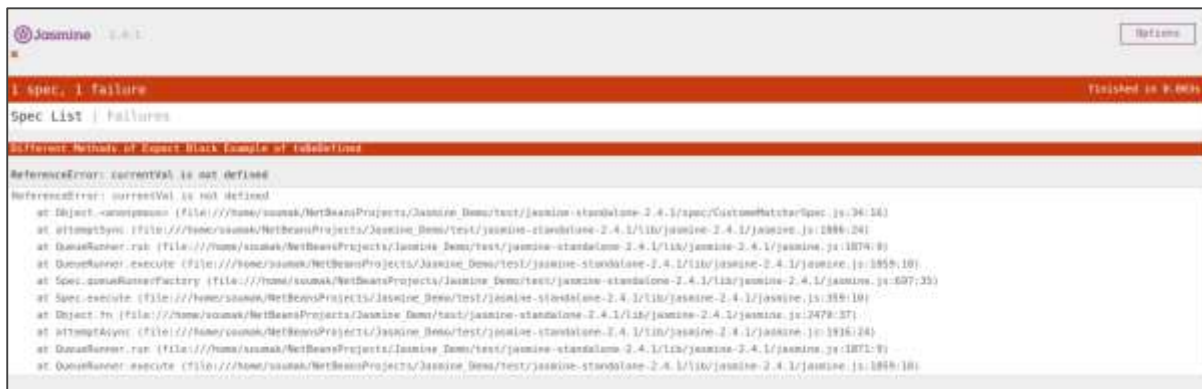 Jasmine 2.4.1
Options
1 spec, 1 failure
finished in 0.003s
Spec List | Failures
Different Methods of Expect Block Example of toBeDefined
ReferenceError: currentVal is not defined
ReferenceError: currentVal is not defined
at Object.<anonymous> (file:///home/soumak/NetBeansProjects/Jasmine_Demo/test/jasmine-standalone-2.4.1/spec/CustomeMatcharSpec.js:34:16)
at attemptSync (file:///home/soumak/NetBeansProjects/Jasmine_Demo/test/jasmine-standalone-2.4.1/lib/jasmine-2.4.1/jasmine.js:1886:24)
at QueueRunner.run (file:///home/soumak/NetBeansProjects/Jasmine_Demo/test/jasmine-standalone-2.4.1/lib/jasmine-2.4.1/jasmine.js:1874:9)
at QueueRunner.execute (file:///home/soumak/NetBeansProjects/Jasmine_Demo/test/jasmine-standalone-2.4.1/lib/jasmine-2.4.1/jasmine.js:1859:10)
at Spec.queueRunnerFactory (file:///home/soumak/NetBeansProjects/Jasmine_Demo/test/jasmine-standalone-2.4.1/lib/jasmine-2.4.1/jasmine.js:697:35)
at Spec.execute (file:///home/soumak/NetBeansProjects/Jasmine_Demo/test/jasmine-standalone-2.4.1/lib/jasmine-2.4.1/jasmine.js:359:10)
at Object.fn (file:///home/soumak/NetBeansProjects/Jasmine_Demo/test/jasmine-standalone-2.4.1/lib/jasmine-2.4.1/jasmine.js:2479:37)
at attemptAsync (file:///home/soumak/NetBeansProjects/Jasmine_Demo/test/jasmine-standalone-2.4.1/lib/jasmine-2.4.1/jasmine.js:1916:24)
at QueueRunner.run (file:///home/soumak/NetBeansProjects/Jasmine_Demo/test/jasmine-standalone-2.4.1/lib/jasmine-2.4.1/jasmine.js:1871:9)
at QueueRunner.execute (file:///home/soumak/NetBeansProjects/Jasmine_Demo/test/jasmine-standalone-2.4.1/lib/jasmine-2.4.1/jasmine.js:1859:10)